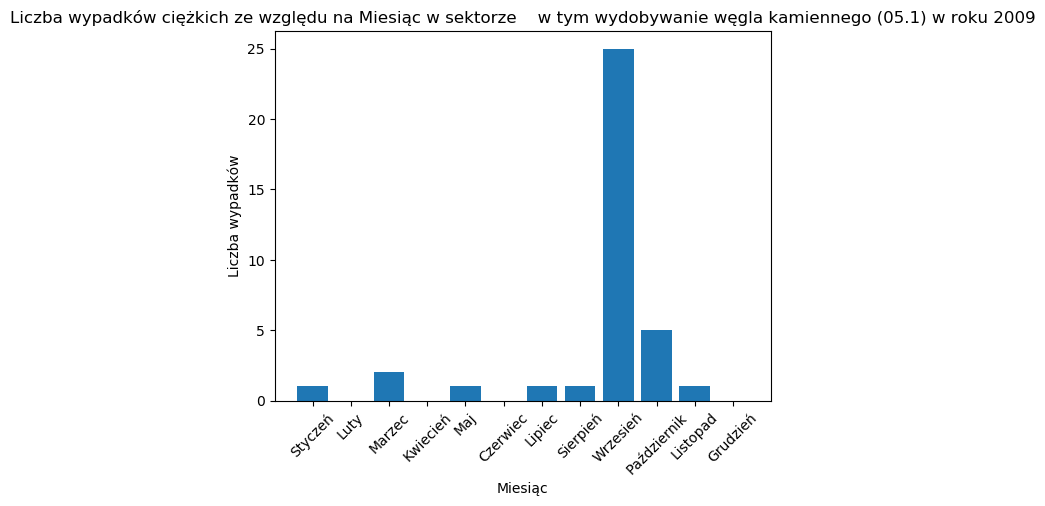 Liczba wypadków ciężkich ze względu na Miesiąc w sektorze    w tym wydobywanie węgla kamiennego (05.1) w roku 2009
25
20
15
10
5
0
Liczba wypadków
Styczeń
Luty
Marzec
Kwiecień
Maj
Czerwiec
Lipiec
Sierpień
Wrzesień
Październik
Listopad
Grudzień
Miesiąc